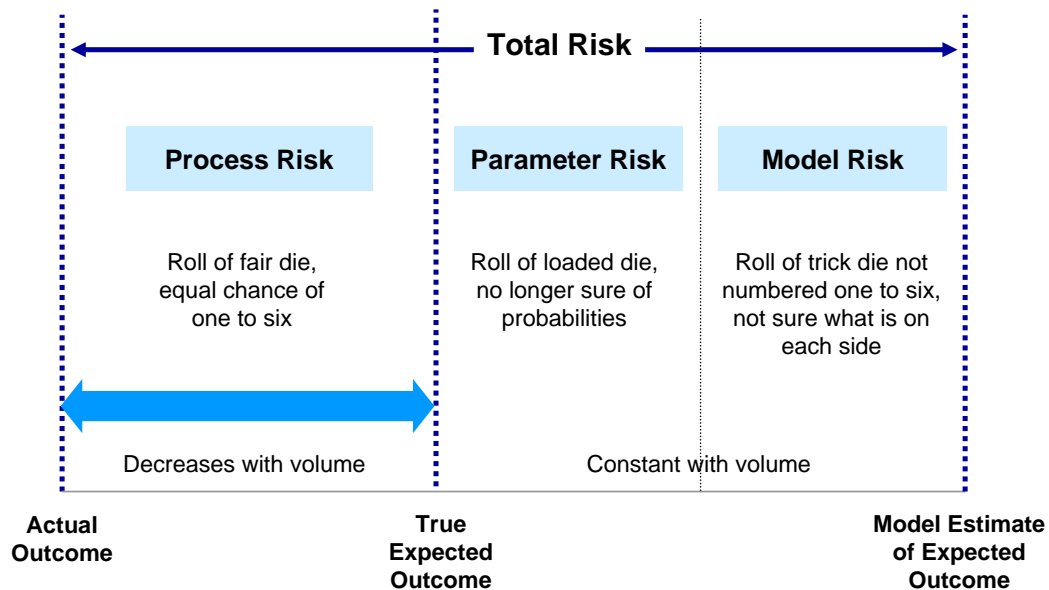 Total Risk
Process Risk
Parameter Risk
Model Risk
Roll of fair die,
equal chance of
one to six
Roll of loaded die,
no longer sure of
probabilities
Roll of trick die not
numbered one to six,
not sure what is on
each side
Decreases with volume
Constant with volume
Actual
Outcome
True
Expected
Outcome
Model Estimate
of Expected
Outcome